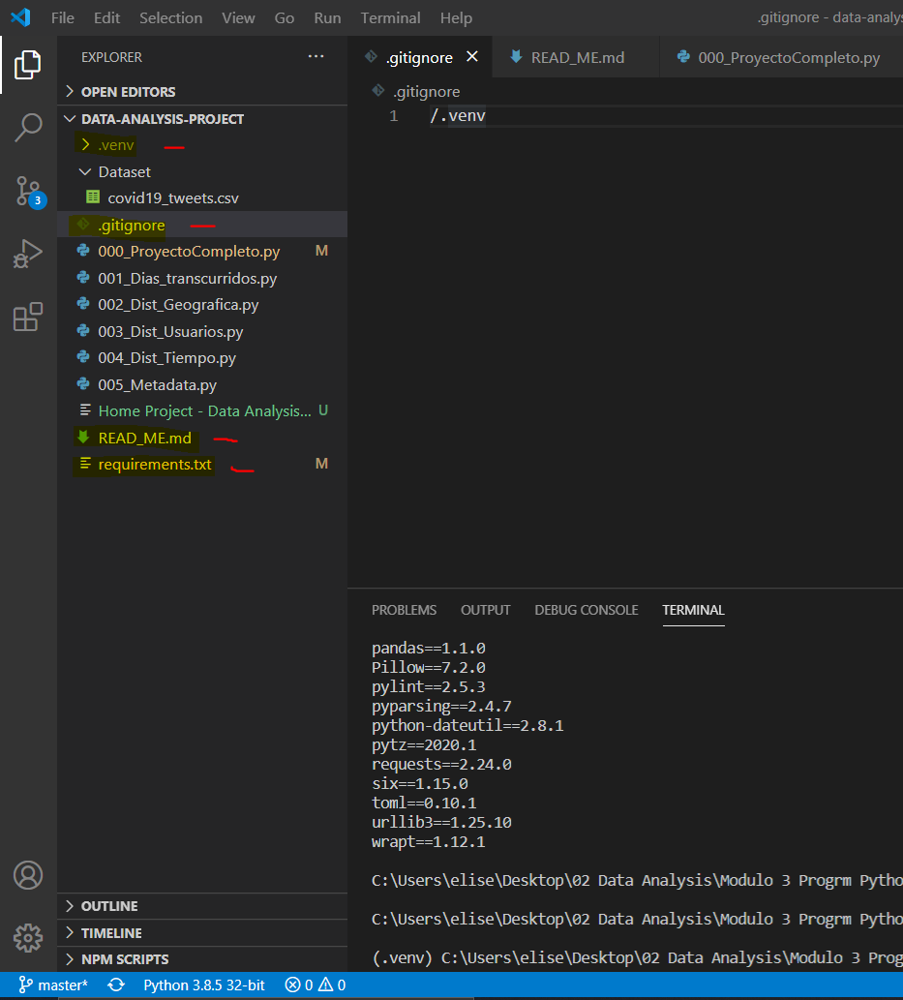 File Edit Selection View Go Run Terminal Help .gitignore - data-analys
EXPLORER ···
OPEN EDITORS
DATA-ANALYSIS-PROJECT
.venv
Dataset
covid19_tweets.csv
.gitignore
000_ProyectoCompleto.py M
001_Dias_transcurridos.py
002_Dist_Geografica.py
003_Dist_Usuarios.py
004_Dist_Tiempo.py
005_Metadata.py
Home Project - Data Analysis... U
READ_ME.md
requirements.txt M
OUTLINE
TIMELINE
NPM SCRIPTS
3
.gitignore READ_ME.md 000_ProyectoCompleto.py
.gitignore
1 /.venv
PROBLEMS OUTPUT DEBUG CONSOLE TERMINAL
pandas==1.1.0
Pillow==7.2.0
pylint==2.5.3
pyparsing==2.4.7
python-dateutil==2.8.1
pytz==2020.1
requests==2.24.0
six==1.15.0
toml==0.10.1
urllib3==1.25.10
wrapt==1.12.1
C:\Users\elise\Desktop\02 Data Analysis\Modulo 3 Progrm Pytho
C:\Users\elise\Desktop\02 Data Analysis\Modulo 3 Progrm Pytho
(.venv) C:\Users\elise\Desktop\02 Data Analysis\Modulo 3 Prog
master* Python 3.8.5 32-bit 0 0